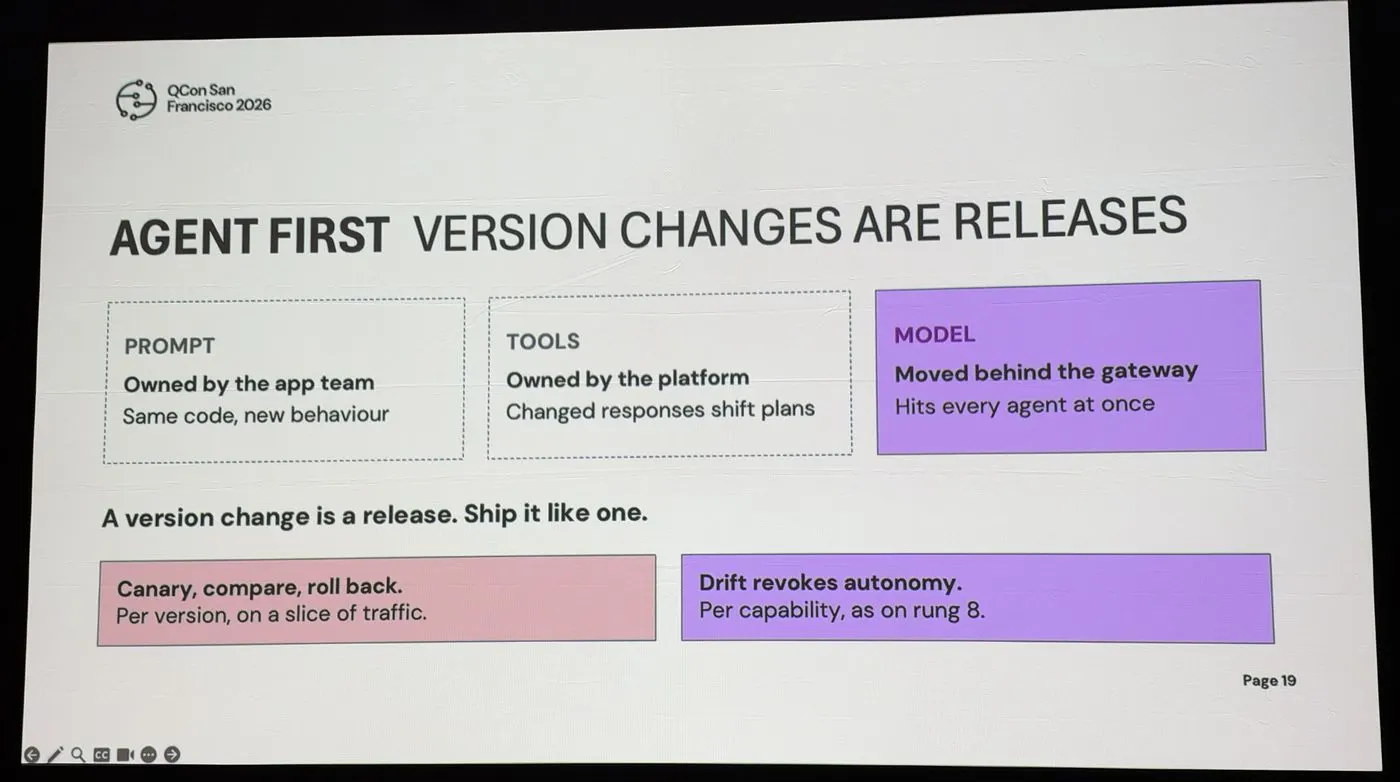 QCon San
Francisco 2026
AGENT FIRST VERSION CHANGES ARE RELEASES
PROMPT
Owned by the app team
Same code, new behaviour
TOOLS
Owned by the platform
Changed responses shift plans
MODEL
Moved behind the gateway
Hits every agent at once
A version change is a release. Ship it like one.
Canary, compare, roll back.
Per version, on a slice of traffic.
Drift revokes autonomy.
Per capability, as on rung 8.
Page 19
CC